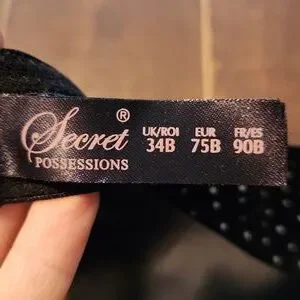 Secret®
POSSESSIONS
UK/ROI EUR FR/ES
34B 75B 90B